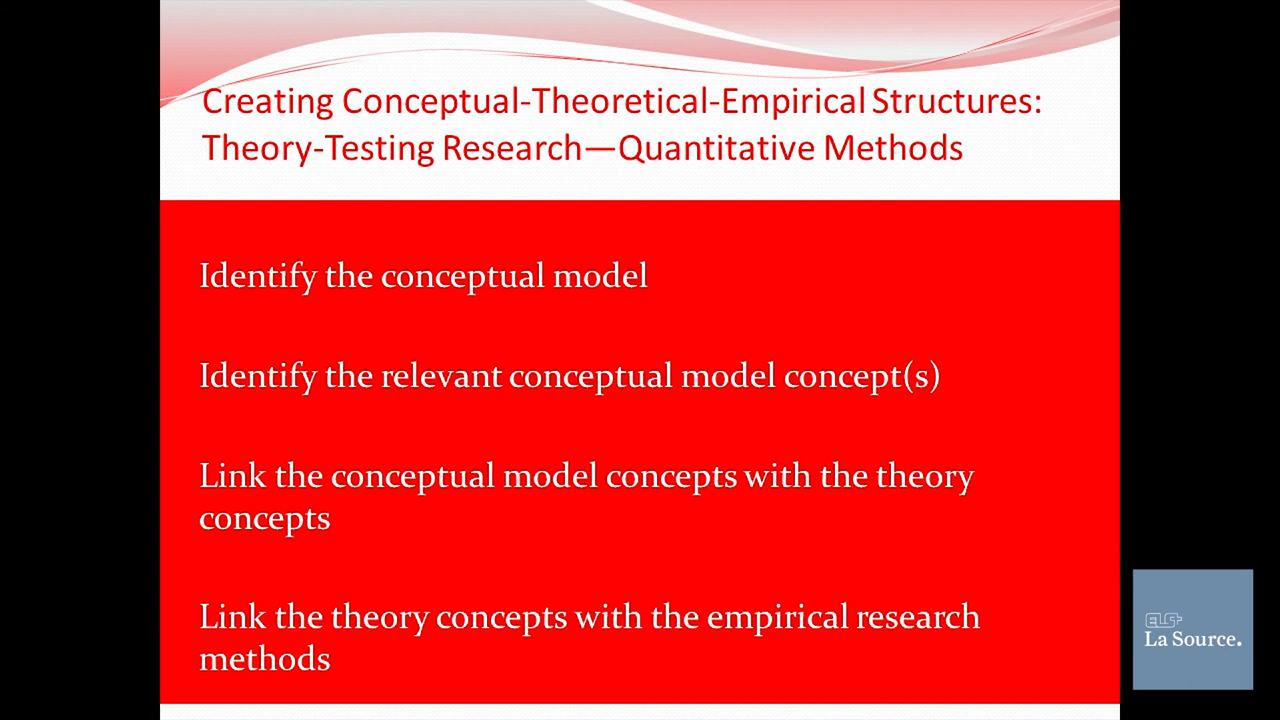 Creating Conceptual-Theoretical-Empirical Structures:
Theory-Testing Research—Quantitative Methods
Identify the conceptual model
Identify the relevant conceptual model concept(s)
Link the conceptual model concepts with the theory
concepts
Link the theory concepts with the empirical research
methods
ELS+
La Source.